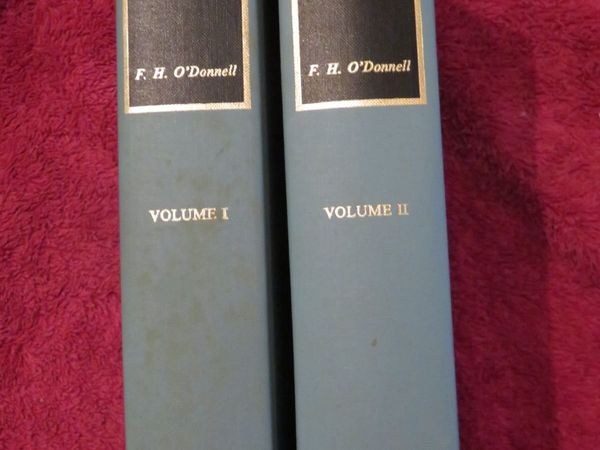 F. H. O'Donnell
VOLUME I
F. H. O'Donnell
VOLUME II